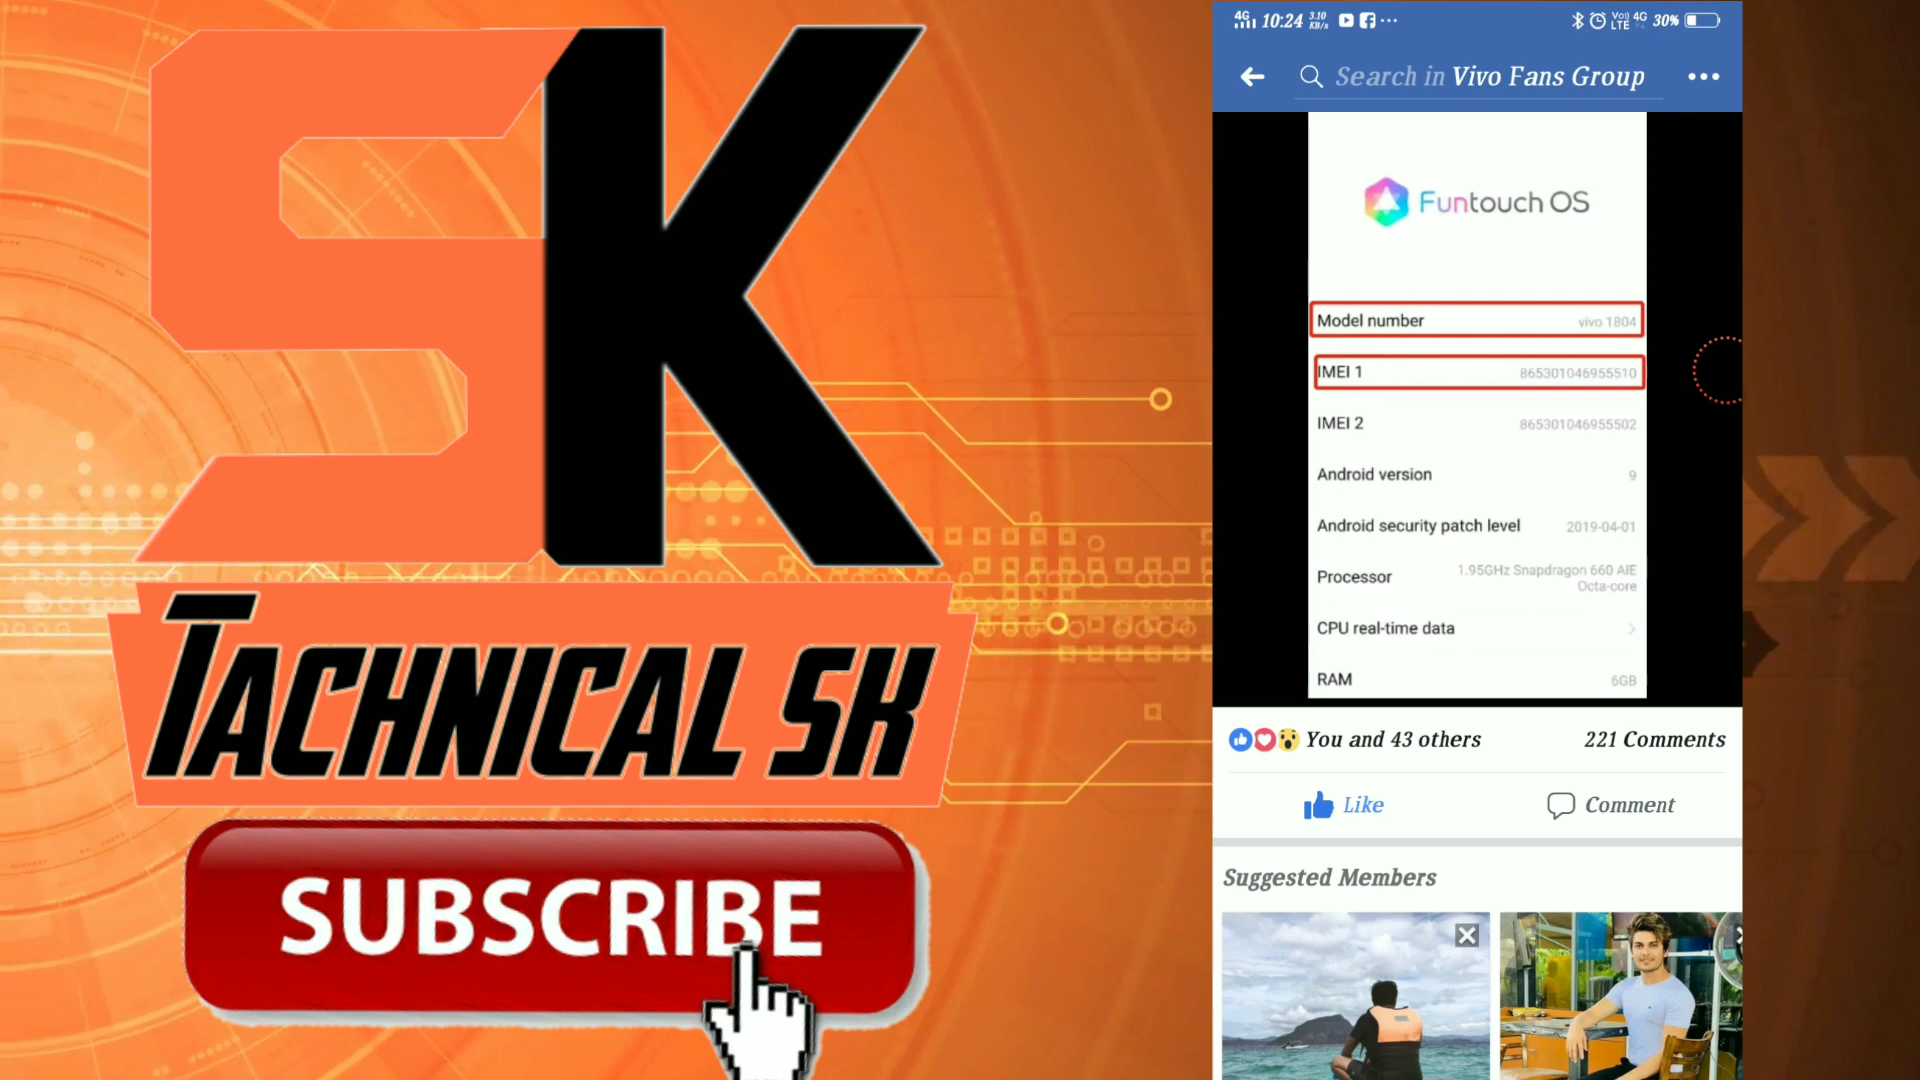 SK
TACHNICAL SK
SUBSCRIBE
4G 10:24 3.10 KB/s
VoLTE 4G 30%
Search in Vivo Fans Group
Funtouch OS
Model number vivo 1804
IMEI 1 865301046955510
IMEI 2 865301046955502
Android version 9
Android security patch level 2019-04-01
Processor 1.95GHz Snapdragon 660 AIE
Octa-core
CPU real-time data
RAM 6GB
You and 43 others 221 Comments
Like Comment
Suggested Members